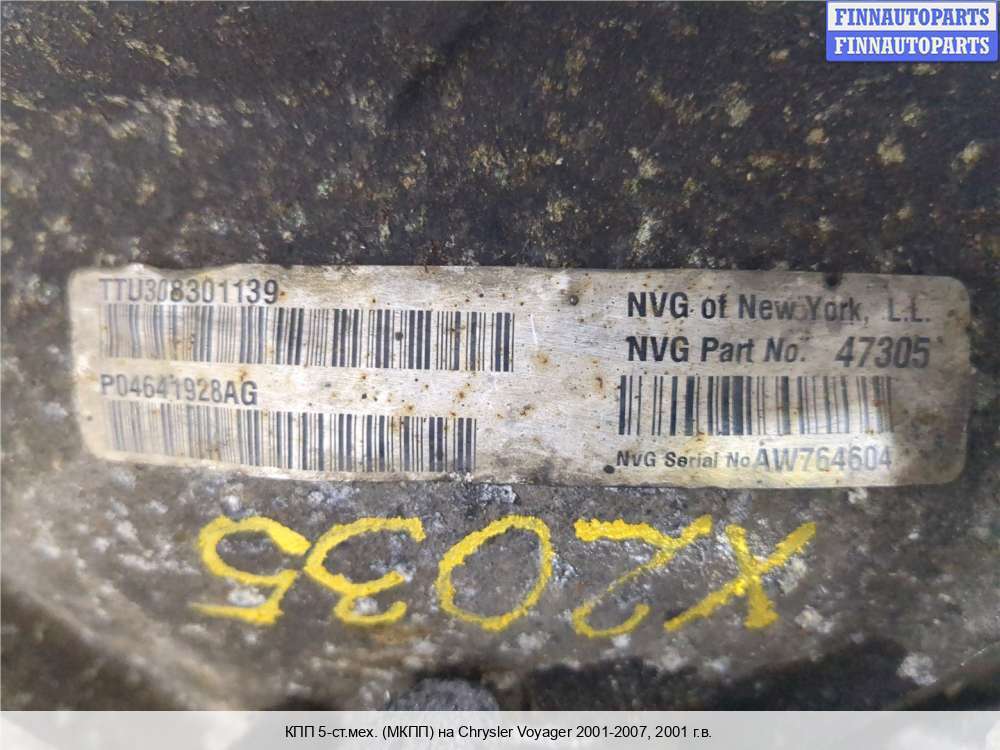 FINNAUTOPARTS
FINNAUTOPARTS
TTU308301139
P04641928AG
NVG of New York, L.L.
NVG Part No. 47305
NVG Serial No AW764604
X2035
КПП 5-ст.мех. (МКПП) на Chrysler Voyager 2001-2007, 2001 г.в.